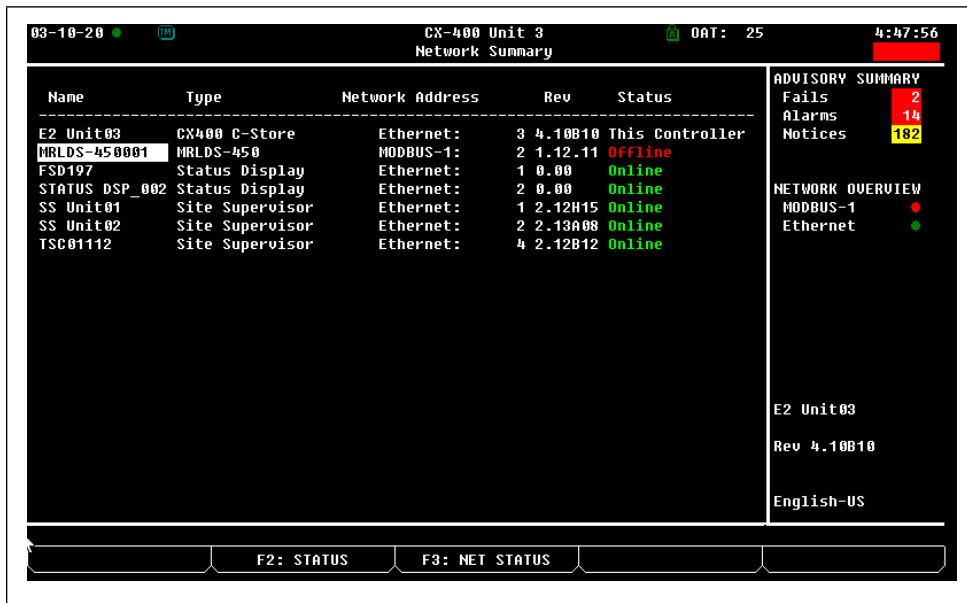 03-10-20 TM CX-400 Unit 3 OAT: 25 4:47:56
Network Summary
Name Type Network Address Rev Status
E2 Unit03 CX400 C-Store Ethernet: 3 4.10B10 This Controller
MRLDS-450001 MRLDS-450 MODBUS-1: 2 1.12.11 Offline
FSD197 Status Display Ethernet: 1 0.00 Online
STATUS DSP_002 Status Display Ethernet: 2 0.00 Online
SS Unit01 Site Supervisor Ethernet: 1 2.12H15 Online
SS Unit02 Site Supervisor Ethernet: 2 2.13A08 Online
TSC01112 Site Supervisor Ethernet: 4 2.12B12 Online
ADVISORY SUMMARY
Fails 2
Alarms 14
Notices 182
NETWORK OVERVIEW
MODBUS-1
Ethernet
E2 Unit03
Rev 4.10B10
English-US
F2: STATUS F3: NET STATUS